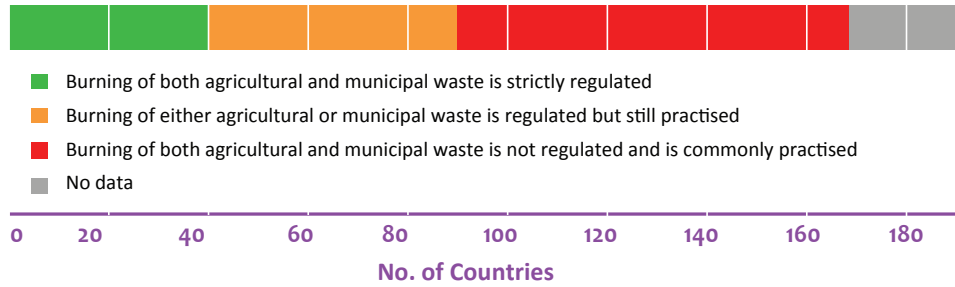 Burning of both agricultural and municipal waste is strictly regulated
Burning of either agricultural or municipal waste is regulated but still practised
Burning of both agricultural and municipal waste is not regulated and is commonly practised
No data
0 20 40 60 80 100 120 140 160 180
No. of Countries